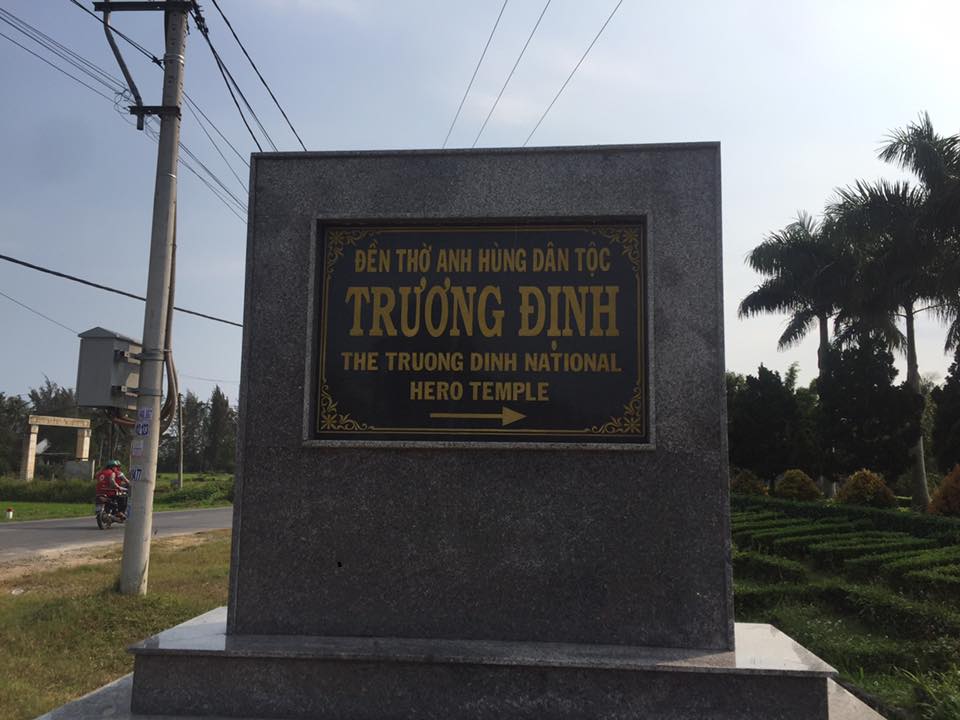 ĐỀN THỜ ANH HÙNG DÂN TỘC
TRƯƠNG ĐỊNH
THE TRUONG DINH NATIONAL
HERO TEMPLE